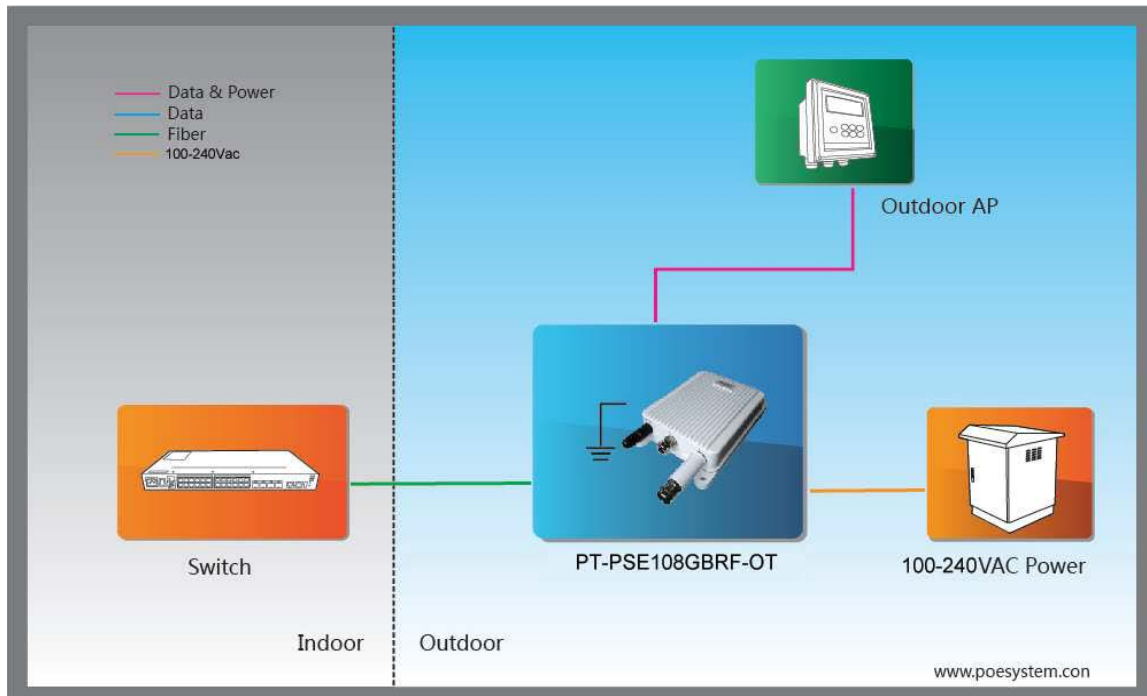 Data & Power
Data
Fiber
100-240Vac
Outdoor AP
Switch
PT-PSE108GBRF-OT
100-240VAC Power
Indoor
Outdoor
www.poesystem.con